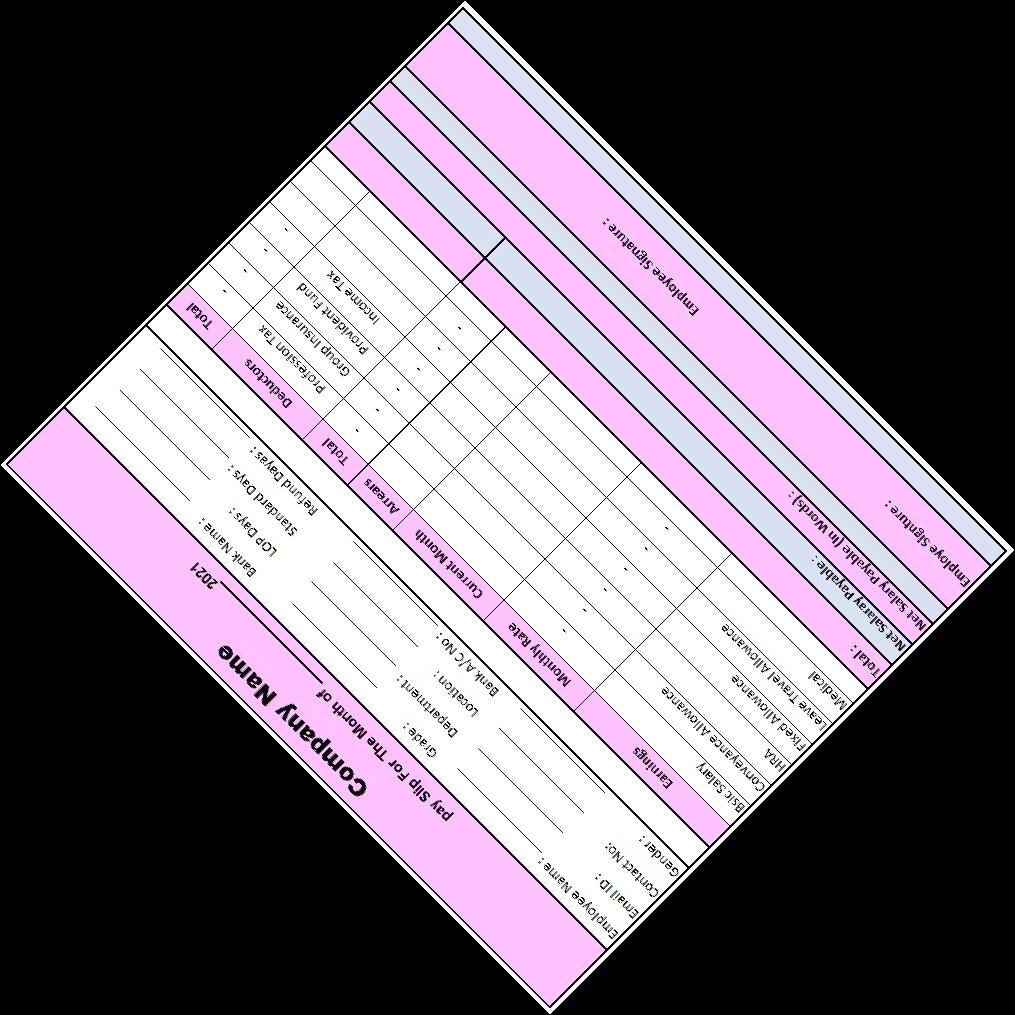 Company Name
pay Slip For The Month of ________ 2021
Employee Name : Grade : Bank Name :
Email ID : Department : LOP Days :
Contact No: Location : Standard Days :
Gender : Bank A/C No : Refund Dayas :
Earnings Monthly Rate Current Month Arrears Total Deductors Total
Bsic Salary - - Profession Tax -
Conveyance Allowance - - Group Insurance -
HRA - - Provident Fund -
Fixed Allowance - - Income Tax -
Leave Travel Allowance - -
Medical - -
Total :
Net Salaray Payable :
Net Salary Payable (In Words) :
Employe Signture : Employee Signature :